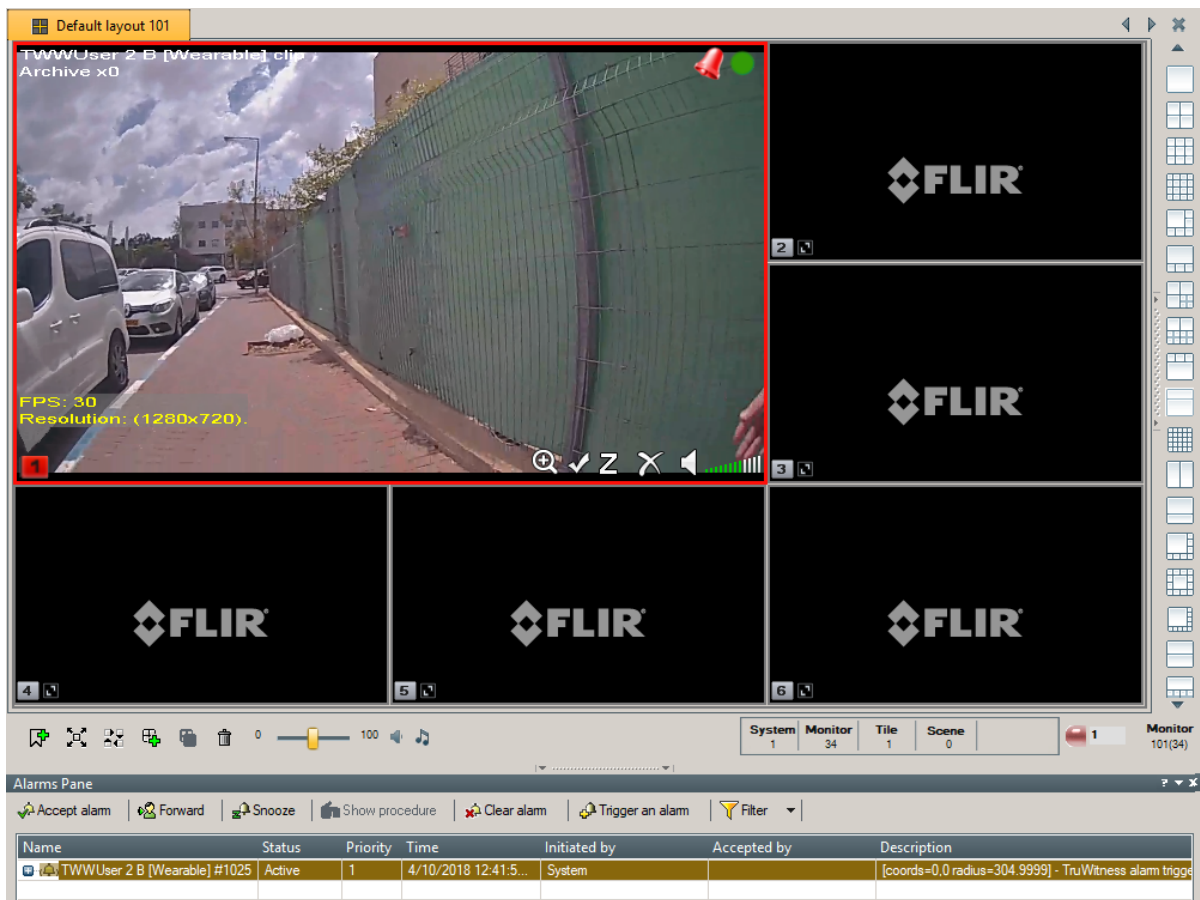 Default layout 101
TWWUser 2 B [Wearable] clip
Archive x0
FPS: 30
Resolution: (1280x720).
1
Z
FLIR
2
FLIR
3
FLIR
4
FLIR
5
FLIR
6
0
100
System Monitor Tile Scene
1 34 1 0
1
Monitor
101(34)
Alarms Pane
Accept alarm Forward Snooze Show procedure Clear alarm Trigger an alarm Filter
Name Status Priority Time Initiated by Accepted by Description
TWWUser 2 B [Wearable] #1025 Active 1 4/10/2018 12:41:5... System [coords=0,0 radius=304.9999] - TruWitness alarm trigge